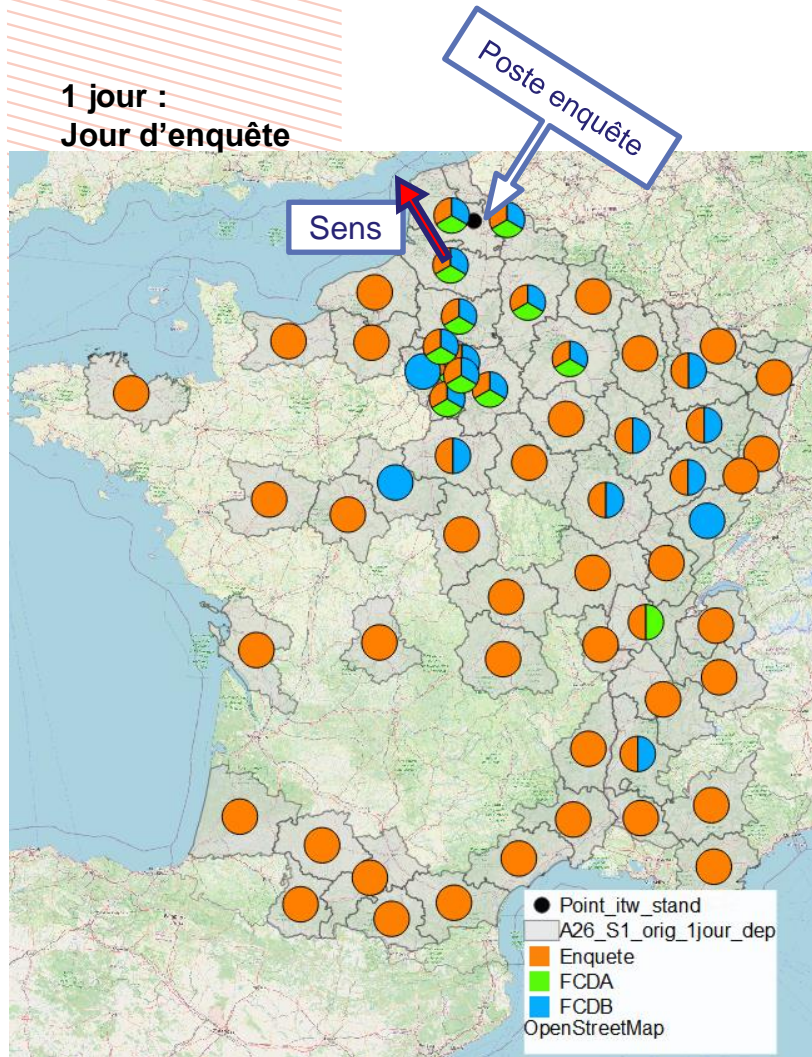 1 jour :
Jour d'enquête
Poste enquête
Sens
Point_itw_stand
A26_S1_orig_1jour_dep
Enquete
FCDA
FCDB
OpenStreetMap